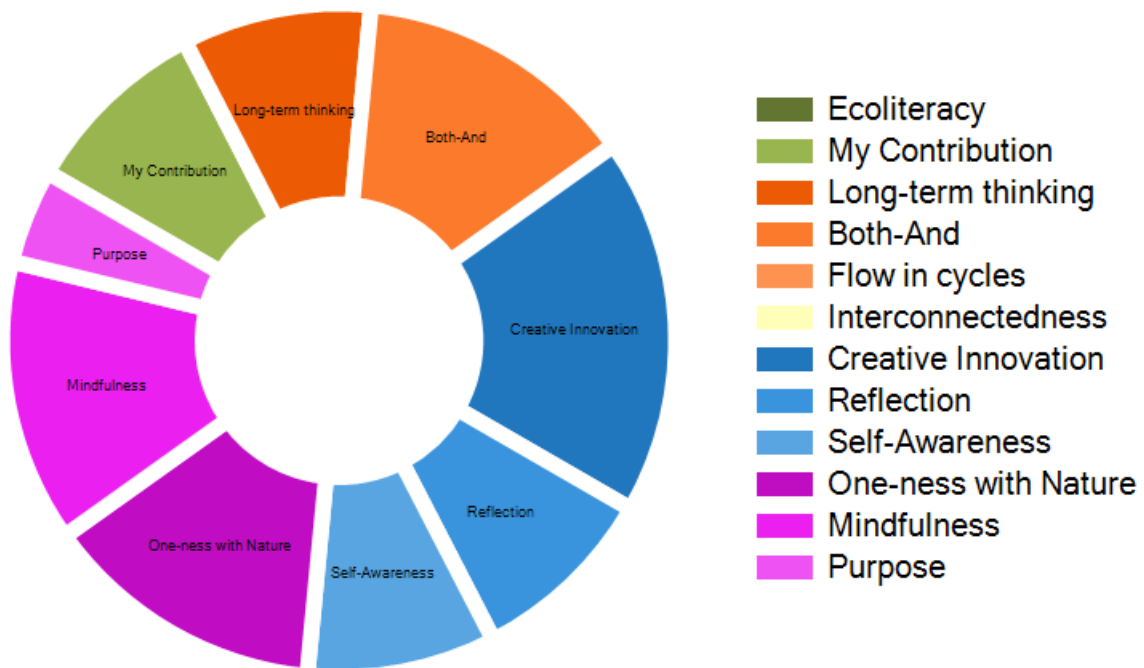 Long-term thinking
Both-And
My Contribution
Purpose
Creative Innovation
Mindfulness
Reflection
One-ness with Nature
Self-Awareness
Ecoliteracy
My Contribution
Long-term thinking
Both-And
Flow in cycles
Interconnectedness
Creative Innovation
Reflection
Self-Awareness
One-ness with Nature
Mindfulness
Purpose